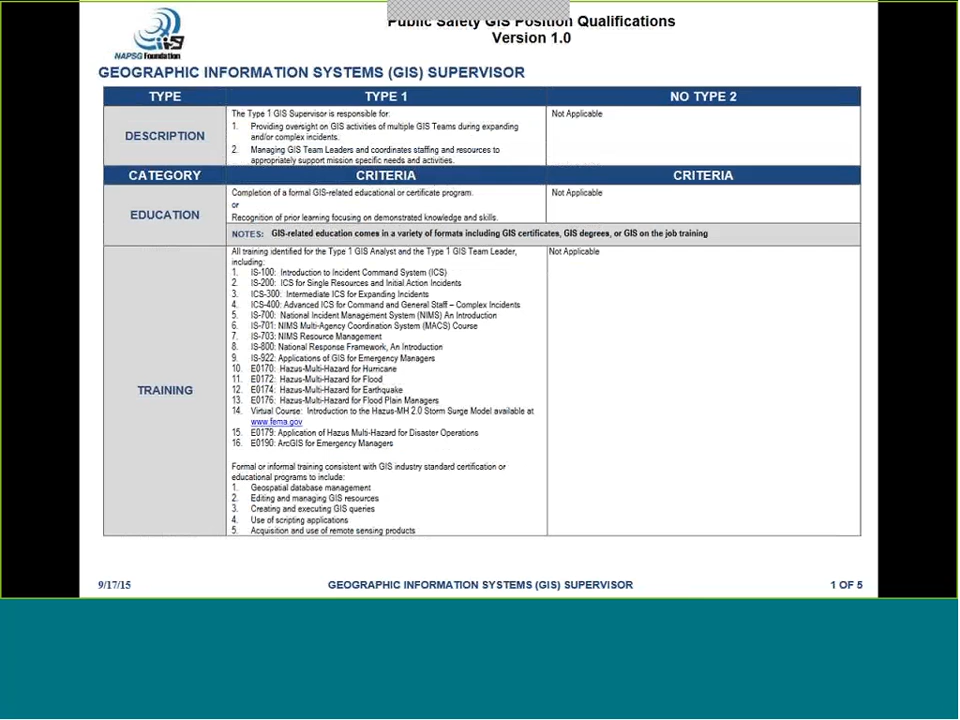 Public Safety GIS Position Qualifications
Version 1.0
NAPSG Foundation
GEOGRAPHIC INFORMATION SYSTEMS (GIS) SUPERVISOR
TYPE TYPE 1 NO TYPE 2
DESCRIPTION
The Type 1 GIS Supervisor is responsible for:
1. Providing oversight on GIS activities of multiple GIS Teams during expanding
and/or complex incidents.
2. Managing GIS Team Leaders and coordinates staffing and resources to
appropriately support mission specific needs and activities.
Not Applicable
CATEGORY CRITERIA CRITERIA
EDUCATION
Completion of a formal GIS-related educational or certificate program.
or
Recognition of prior learning focusing on demonstrated knowledge and skills.
Not Applicable
NOTES: GIS-related education comes in a variety of formats including GIS certificates, GIS degrees, or GIS on the job training
TRAINING
All training identified for the Type 1 GIS Analyst and the Type 1 GIS Team Leader,
including:
1. IS-100: Introduction to Incident Command System (ICS)
2. IS-200: ICS for Single Resources and Initial Action Incidents
3. ICS-300: Intermediate ICS for Expanding Incidents
4. ICS-400: Advanced ICS for Command and General Staff – Complex Incidents
5. IS-700: National Incident Management System (NIMS) An Introduction
6. IS-701: NIMS Multi-Agency Coordination System (MACS) Course
7. IS-703: NIMS Resource Management
8. IS-800: National Response Framework, An Introduction
9. IS-922: Applications of GIS for Emergency Managers
10. E0170: Hazus-Multi-Hazard for Hurricane
11. E0172: Hazus-Multi-Hazard for Flood
12. E0174: Hazus-Multi-Hazard for Earthquake
13. E0176: Hazus-Multi-Hazard for Flood Plain Managers
14. Virtual Course: Introduction to the Hazus-MH 2.0 Storm Surge Model available at
www.fema.gov
15. E0179: Application of Hazus Multi-Hazard for Disaster Operations
16. E0190: ArcGIS for Emergency Managers
Formal or informal training consistent with GIS industry standard certification or
educational programs to include:
1. Geospatial database management
2. Editing and managing GIS resources
3. Creating and executing GIS queries
4. Use of scripting applications
5. Acquisition and use of remote sensing products
Not Applicable
9/17/15 GEOGRAPHIC INFORMATION SYSTEMS (GIS) SUPERVISOR 1 OF 5